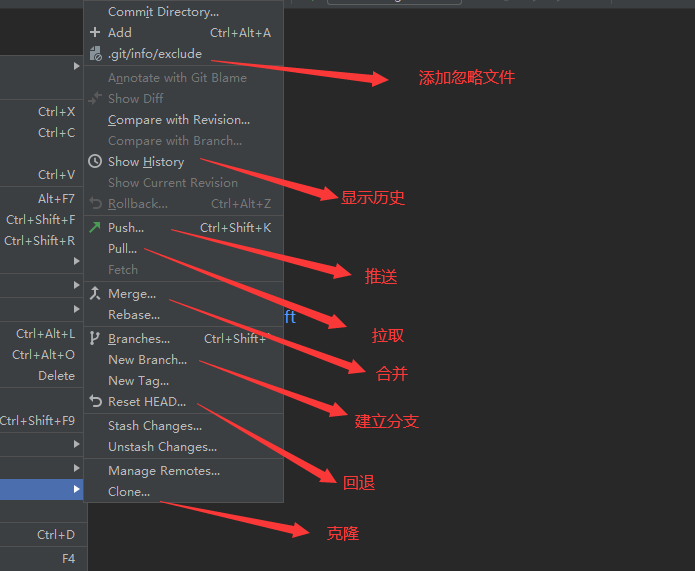 Commit Directory...
Add Ctrl+Alt+A
.git/info/exclude
添加忽略文件
Annotate with Git Blame
Show Diff
Ctrl+X
Compare with Revision...
Ctrl+C
Compare with Branch...
Show History
Ctrl+V
Show Current Revision
显示历史
Alt+F7
Rollback... Ctrl+Alt+Z
Ctrl+Shift+F
Push... Ctrl+Shift+K
Ctrl+Shift+R
Pull...
Fetch
推送
Merge...
Rebase...
ft
Ctrl+Alt+L
Branches... Ctrl+Shift+`
拉取
Ctrl+Alt+O
New Branch...
Delete
New Tag...
合并
Reset HEAD...
Ctrl+Shift+F9
Stash Changes...
建立分支
Unstash Changes...
Manage Remotes...
回退
Clone...
克隆
Ctrl+D
F4